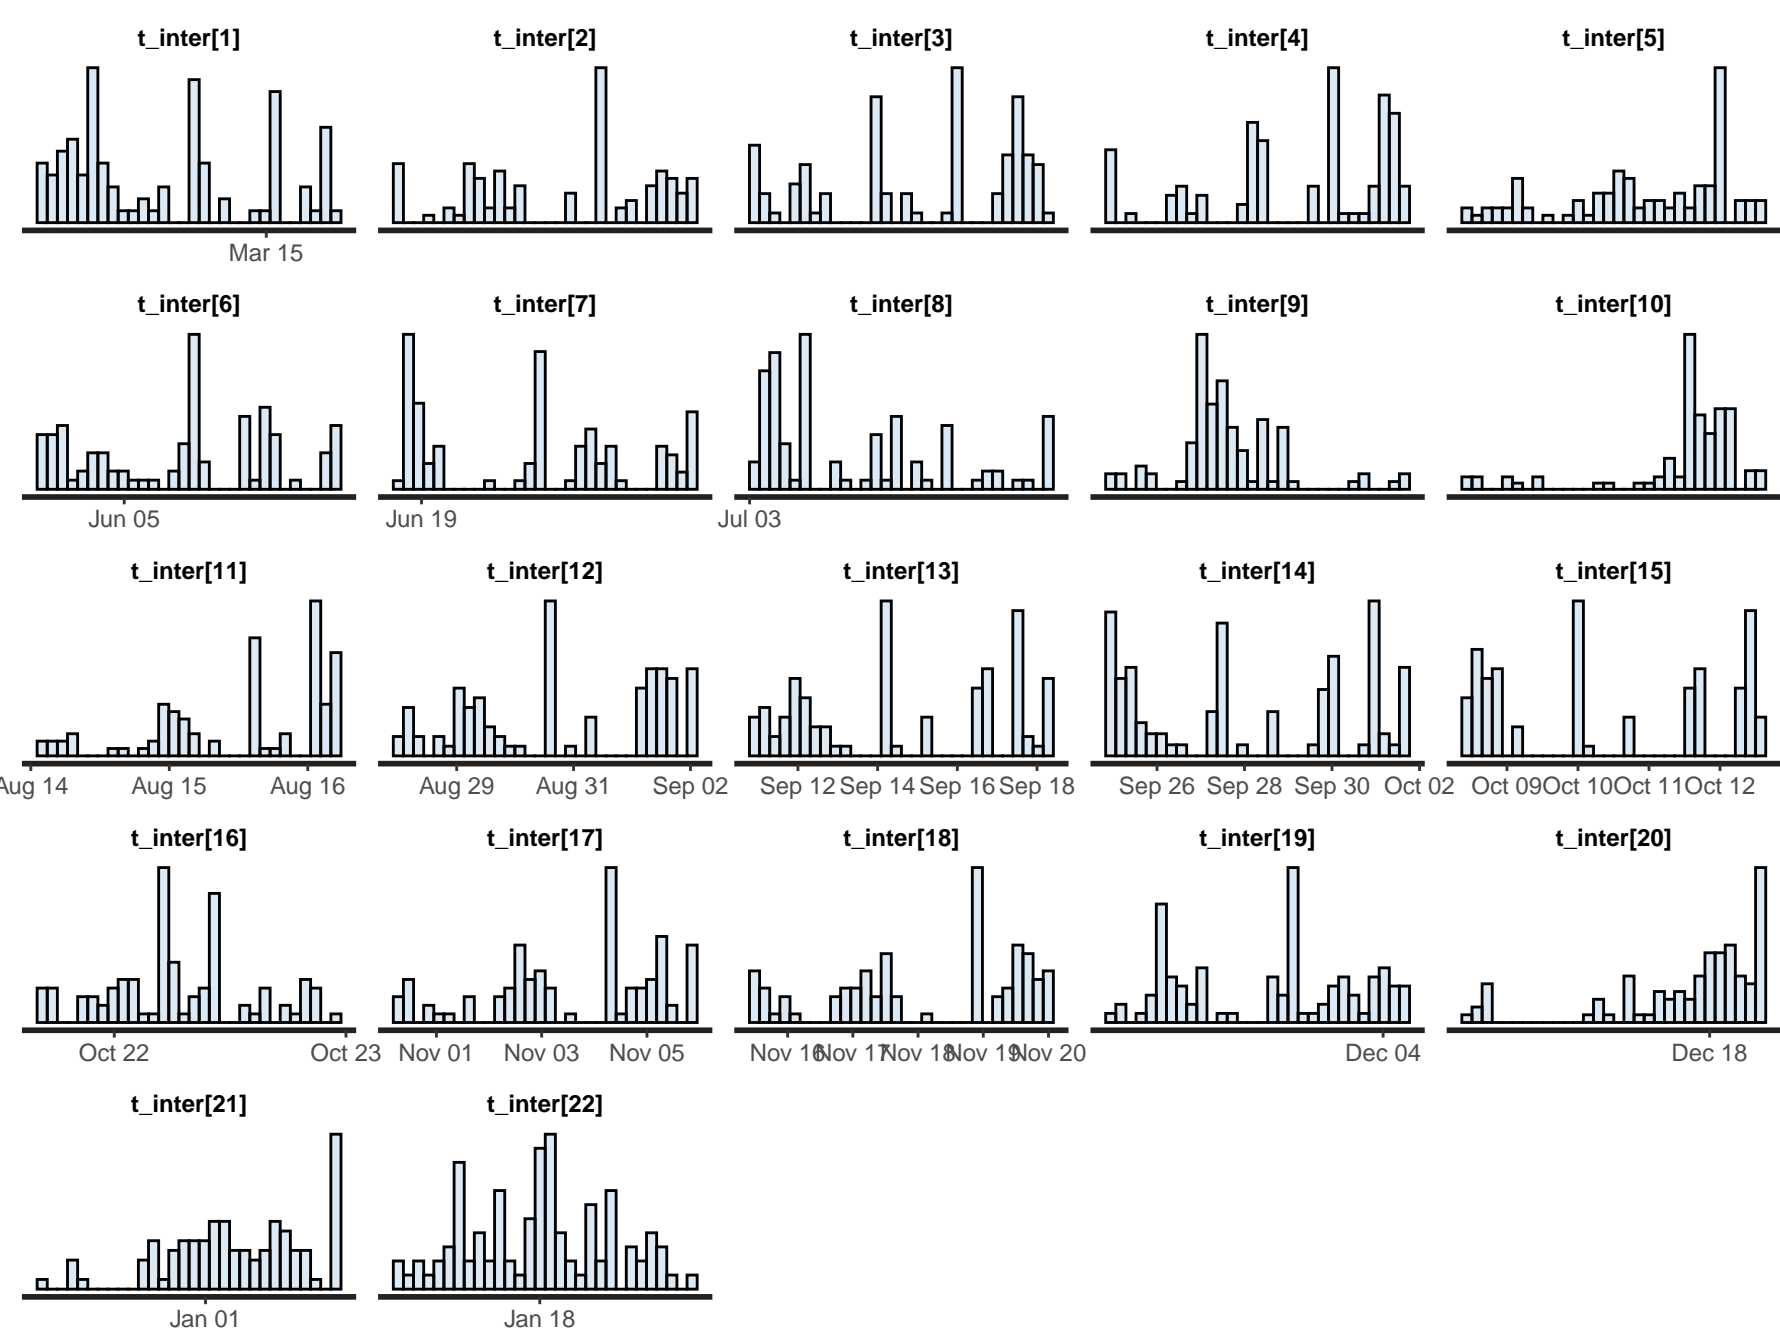 t_inter[1] t_inter[2] t_inter[3] t_inter[4] t_inter[5]
Mar 15
t_inter[6] t_inter[7] t_inter[8] t_inter[9] t_inter[10]
Jun 05 Jun 19 Jul 03
t_inter[11] t_inter[12] t_inter[13] t_inter[14] t_inter[15]
Aug 14 Aug 15 Aug 16 Aug 29 Aug 31 Sep 02 Sep 12 Sep 14 Sep 16 Sep 18 Sep 26 Sep 28 Sep 30 Oct 02 Oct 09 Oct 10 Oct 11 Oct 12
t_inter[16] t_inter[17] t_inter[18] t_inter[19] t_inter[20]
Oct 22 Oct 23 Nov 01 Nov 03 Nov 05 Nov 16 Nov 17 Nov 18 Nov 19 Nov 20 Dec 04 Dec 18
t_inter[21] t_inter[22]
Jan 01 Jan 18